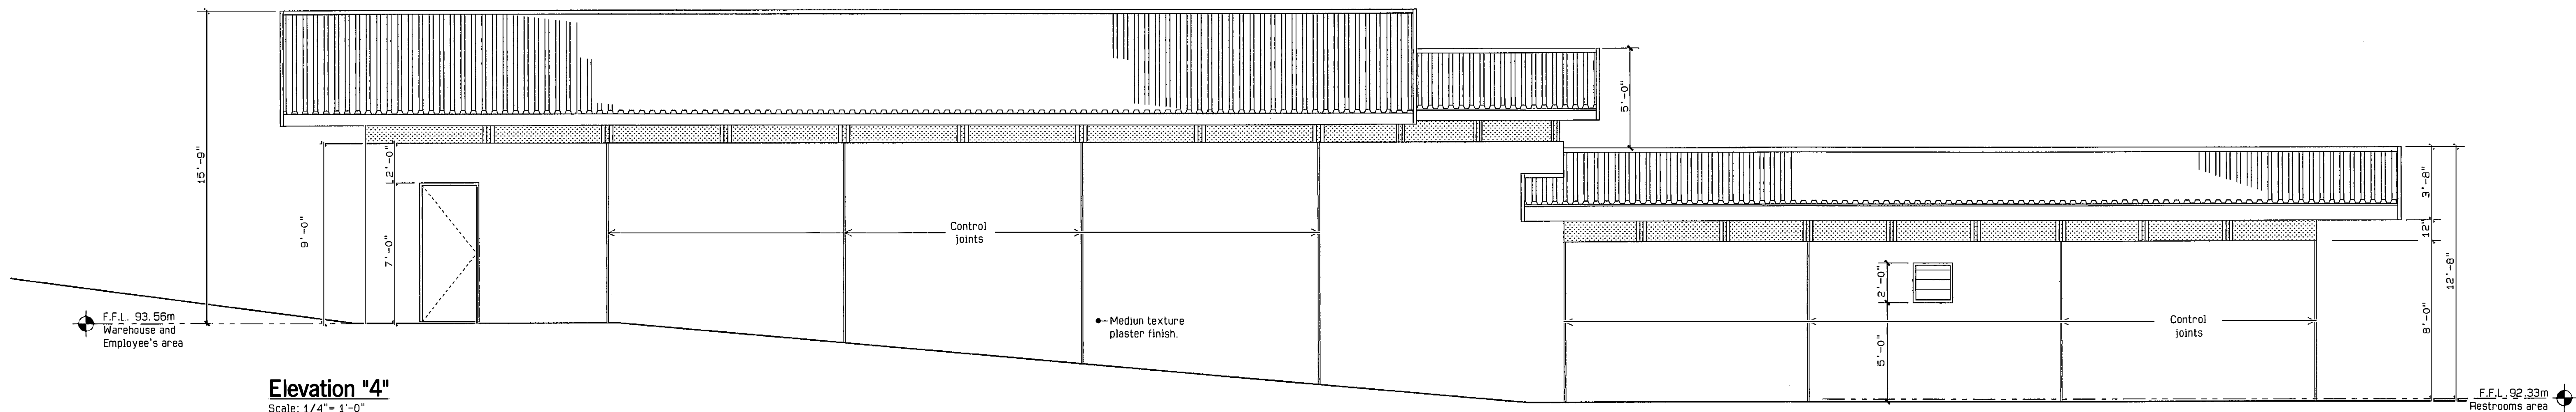 15'-9"
9'-0"
2'-0"
7'-0"
Control
joints
Mediun texture
plaster finish.
F.F.L. 93.56m
Warehouse and
Employee's area
Elevation "4"
Scale: 1/4"= 1'-0"
5'-0"
3'-8"
12"
12'-8"
8'-0"
2'-0"
5'-0"
Control
joints
F.F.L. 92.33m
Restrooms area